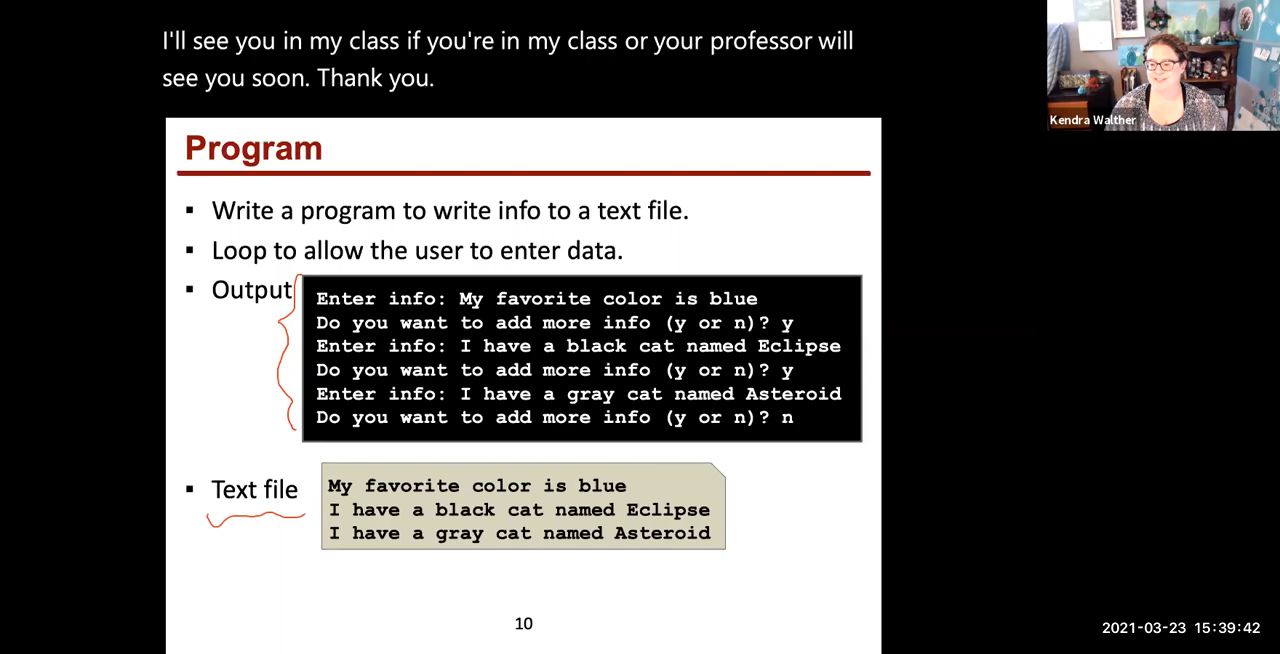 I'll see you in my class if you're in my class or your professor will
see you soon. Thank you.
Kendra Walther
Program
▪ Write a program to write info to a text file.
▪ Loop to allow the user to enter data.
▪ Output
Enter info: My favorite color is blue
Do you want to add more info (y or n)? y
Enter info: I have a black cat named Eclipse
Do you want to add more info (y or n)? y
Enter info: I have a gray cat named Asteroid
Do you want to add more info (y or n)? n
▪ Text file
My favorite color is blue
I have a black cat named Eclipse
I have a gray cat named Asteroid
10
2021-03-23 15:39:42